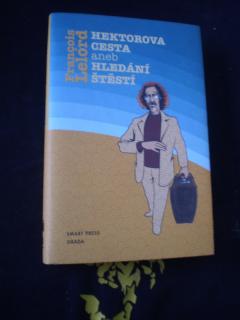 François
Lelord
HEKTOROVA
CESTA
aneb
HLEDÁNÍ
ŠTĚSTÍ
SMART PRESS
GRADA